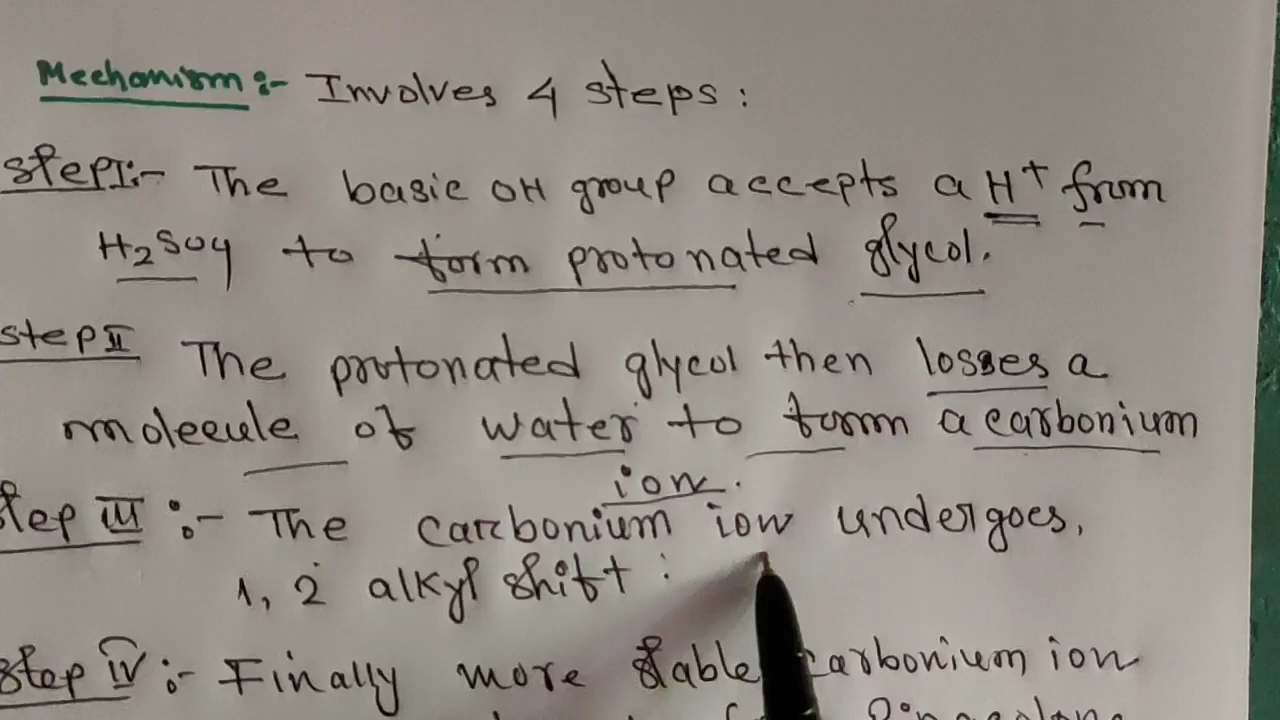 Mechanism:- Involves 4 steps:
Step I:- The basic OH group accepts a H+ from
H2SO4 to form protonated glycol.
Step II The protonated glycol then losses a
molecule of water to form a carbonium
ion.
Step III :- The carbonium ion undergoes,
1, 2 alkyl shift :
Step IV :- Finally more stable carbonium ion